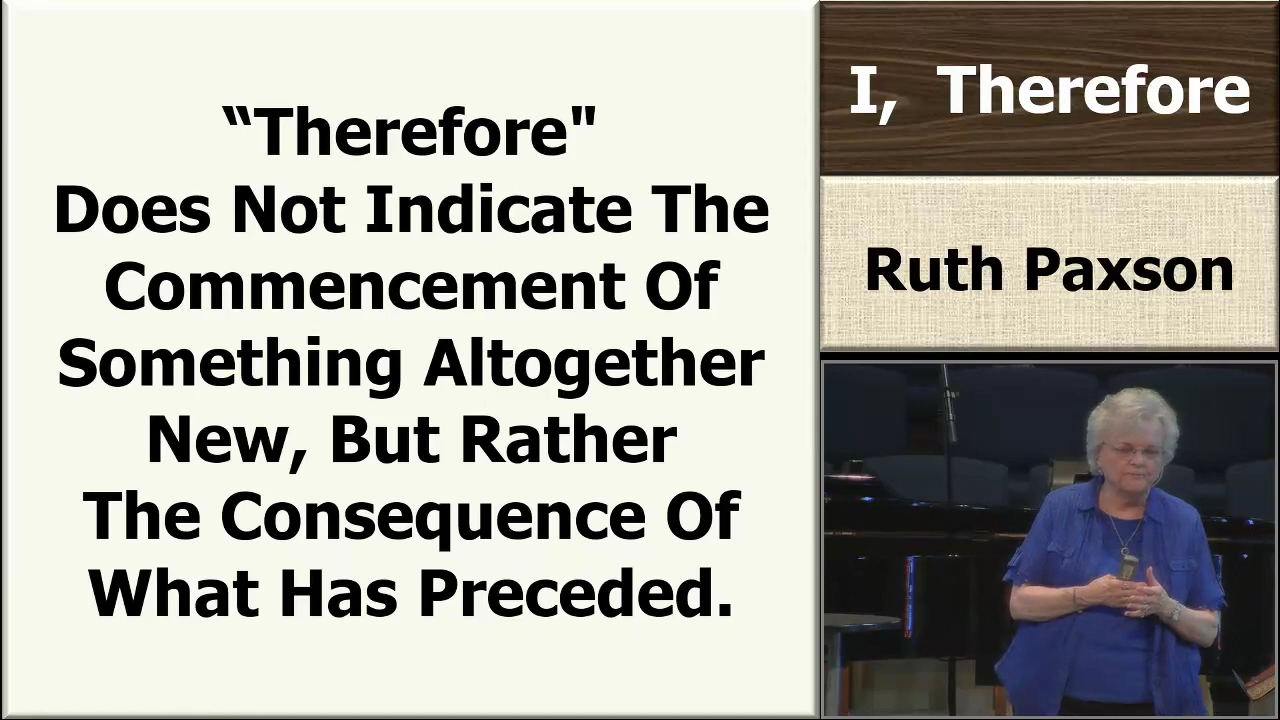 “Therefore"
Does Not Indicate The
Commencement Of
Something Altogether
New, But Rather
The Consequence Of
What Has Preceded.
I, Therefore
Ruth Paxson